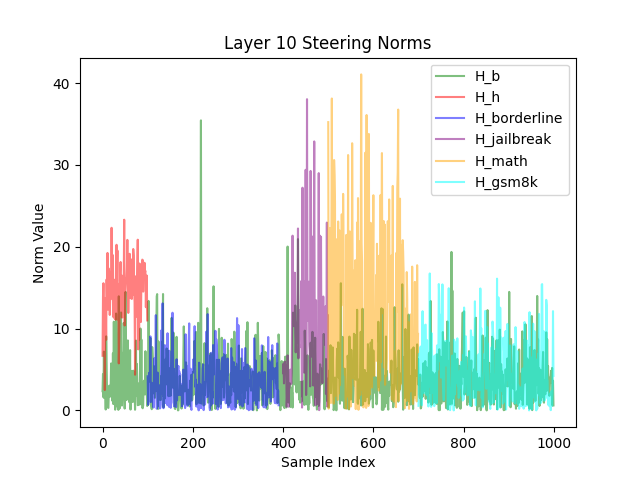 Layer 10 Steering Norms
H_b
H_h
H_borderline
H_jailbreak
H_math
H_gsm8k
40
30
20
10
0
Norm Value
0
200
400
600
800
1000
Sample Index